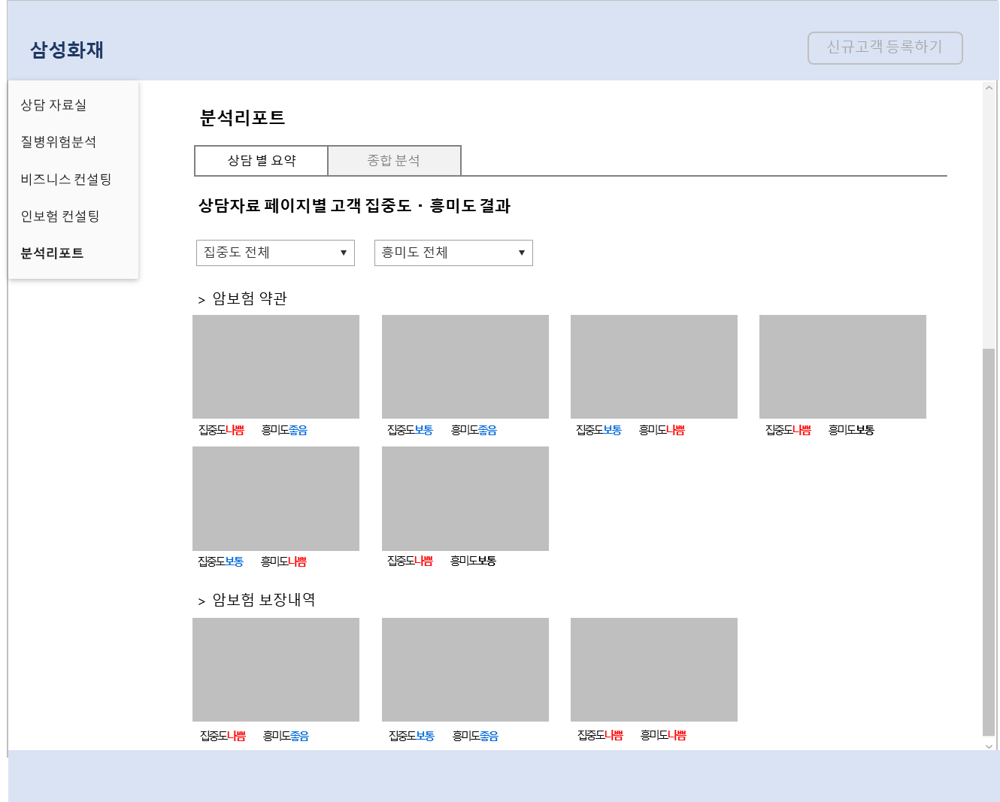 삼성화재
신규고객 등록하기
상담 자료실
질병위험분석
비즈니스 컨설팅
인보험 컨설팅
분석리포트
분석리포트
상담 별 요약
종합 분석
상담자료 페이지별 고객 집중도 · 흥미도 결과
집중도 전체 ▼
흥미도 전체 ▼
> 암보험 약관
집중도나쁨 흥미도좋음
집중도보통 흥미도좋음
집중도보통 흥미도나쁨
집중도나쁨 흥미도보통
집중도보통 흥미도나쁨
집중도나쁨 흥미도보통
> 암보험 보장내역
집중도나쁨 흥미도좋음
집중도보통 흥미도좋음
집중도나쁨 흥미도나쁨